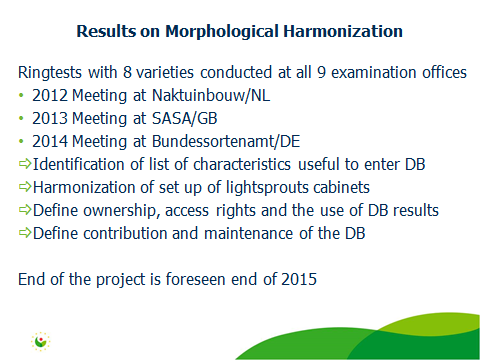 Results on Morphological Harmonization
Ringtests with 8 varieties conducted at all 9 examination offices
• 2012 Meeting at Naktuinbouw/NL
• 2013 Meeting at SASA/GB
• 2014 Meeting at Bundessortenamt/DE
⇨Identification of list of characteristics useful to enter DB
⇨Harmonization of set up of lightsprouts cabinets
⇨Define ownership, access rights and the use of DB results
⇨Define contribution and maintenance of the DB
End of the project is foreseen end of 2015